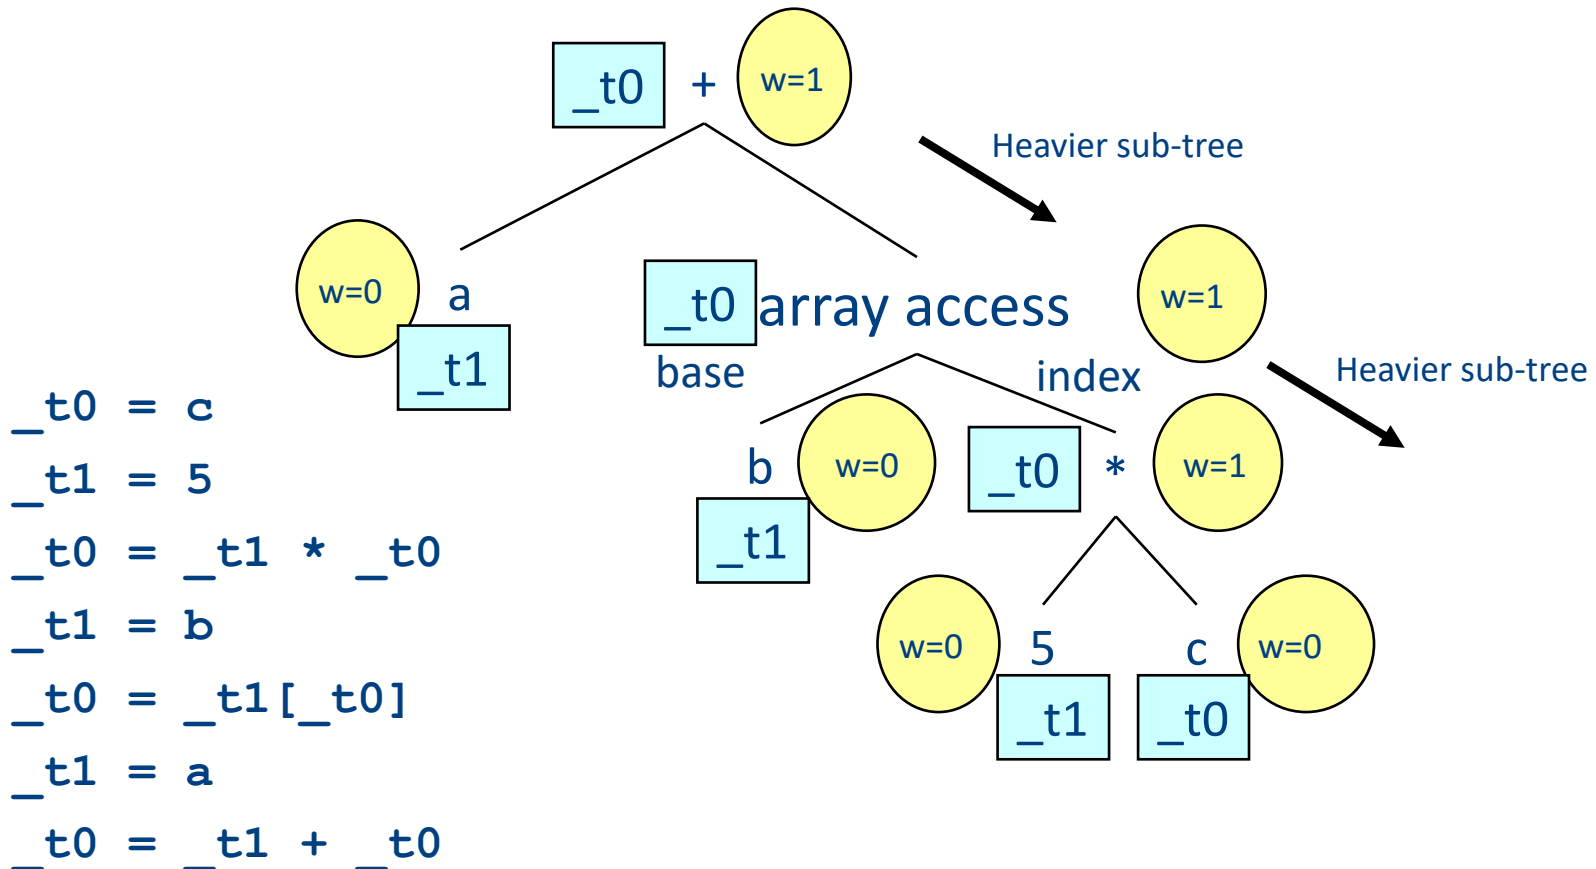 _t0 + w=1
Heavier sub-tree
w=0 a
_t1
_t0 array access w=1
base index
Heavier sub-tree
b w=0 _t0 * w=1
_t1
w=0 5 c w=0
_t1 _t0
_t0 = c
_t1 = 5
_t0 = _t1 * _t0
_t1 = b
_t0 = _t1[_t0]
_t1 = a
_t0 = _t1 + _t0